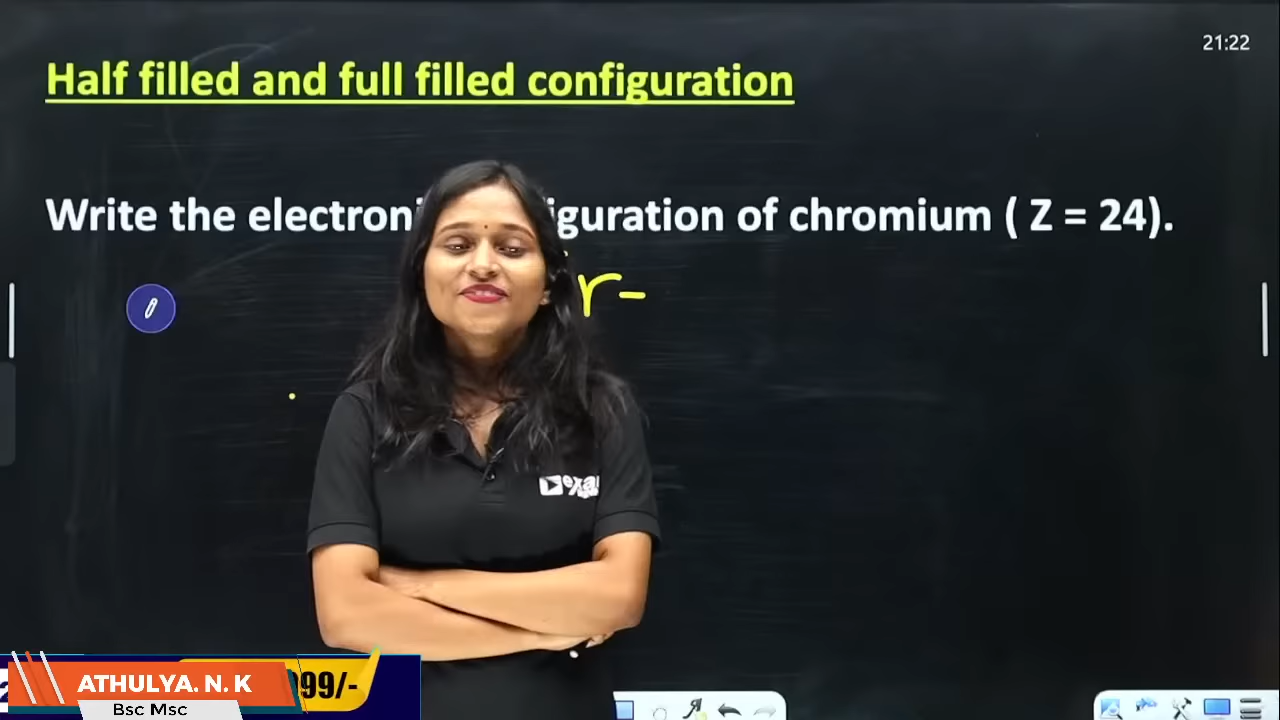 21:22
Half filled and full filled configuration
Write the electroni iguration of chromium ( Z = 24).
r-
exa
99/-
ATHULYA. N. K
Bsc Msc